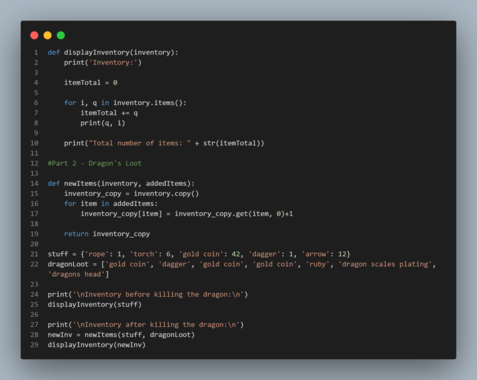 1 def displayInventory(inventory):
2     print('Inventory:')
3
4     itemTotal = 0
5
6     for i, q in inventory.items():
7         itemTotal += q
8         print(q, i)
9
10     print("Total number of items: " + str(itemTotal))
11
12 #Part 2 - Dragon's Loot
13
14 def newItems(inventory, addedItems):
15     inventory_copy = inventory.copy()
16     for item in addedItems:
17         inventory_copy[item] = inventory_copy.get(item, 0)+1
18
19     return inventory_copy
20
21 stuff = {'rope': 1, 'torch': 6, 'gold coin': 42, 'dagger': 1, 'arrow': 12}
22 dragonLoot = ['gold coin', 'dagger', 'gold coin', 'gold coin', 'ruby', 'dragon scales plating',
'dragons head']
23
24 print('\nInventory before killing the dragon:\n')
25 displayInventory(stuff)
26
27 print('\nInventory after killing the dragon:\n')
28 newInv = newItems(stuff, dragonLoot)
29 displayInventory(newInv)